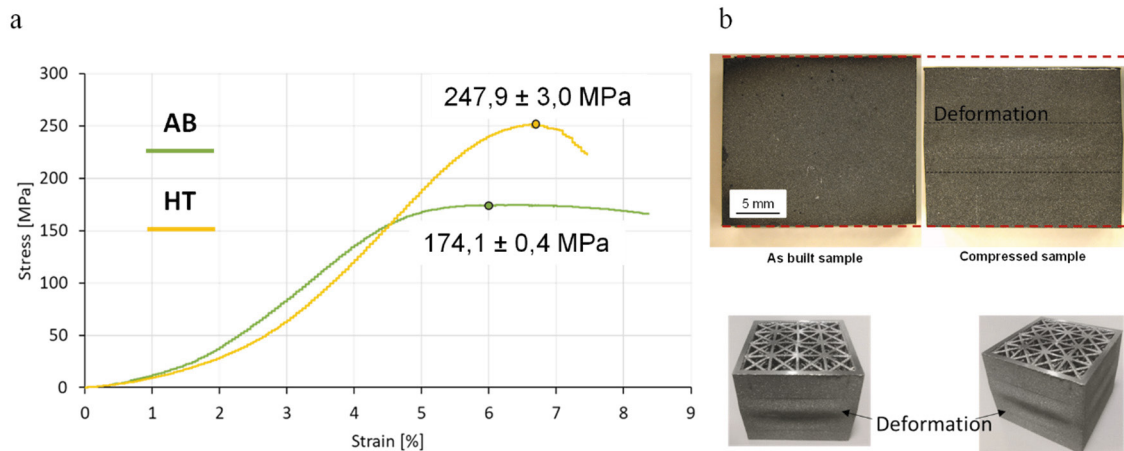 a
b
300
250
200
150
100
50
0
Stress [MPa]
0 1 2 3 4 5 6 7 8 9
Strain [%]
AB
HT
247,9 ± 3,0 MPa
174,1 ± 0,4 MPa
Deformation
5 mm
As built sample
Compressed sample
Deformation